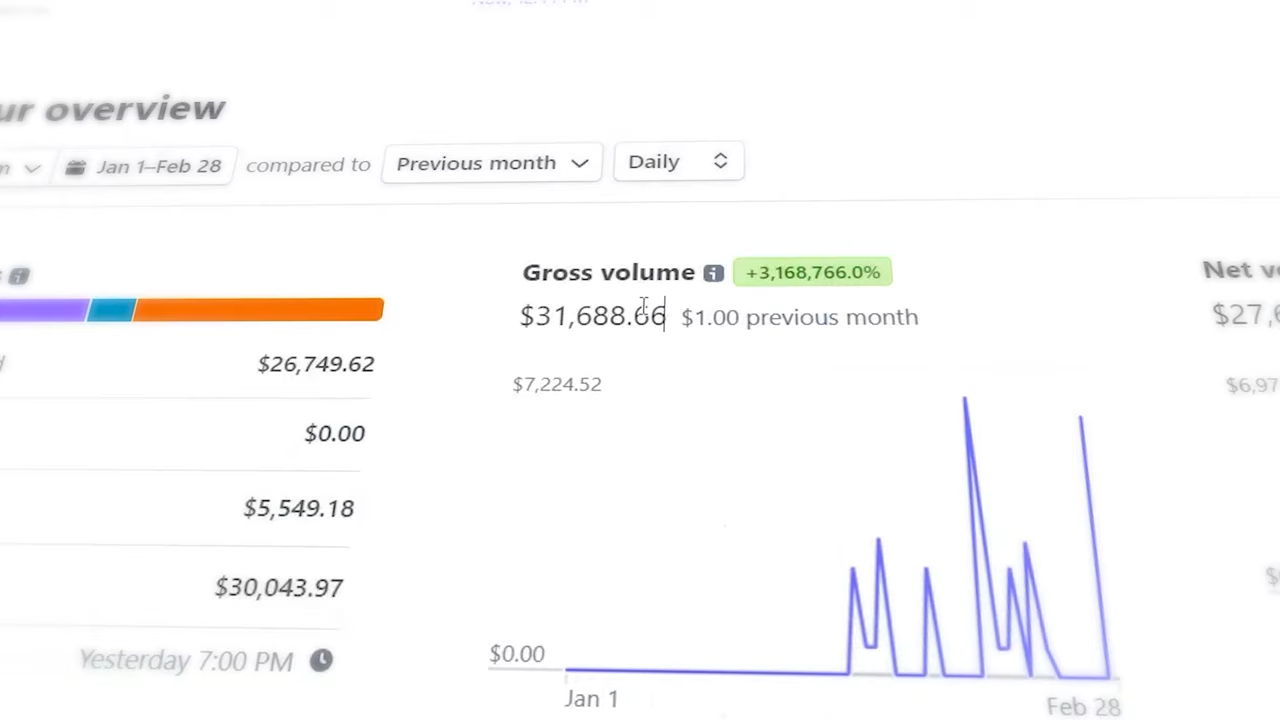 overview
Jan 1–Feb 28 compared to Previous month Daily
Gross volume +3,168,766.0%
$31,688.66 $1.00 previous month
$26,749.62
$0.00
$5,549.18
$30,043.97
Yesterday 7:00 PM
$7,224.52
$0.00
Jan 1 Feb 28
Net